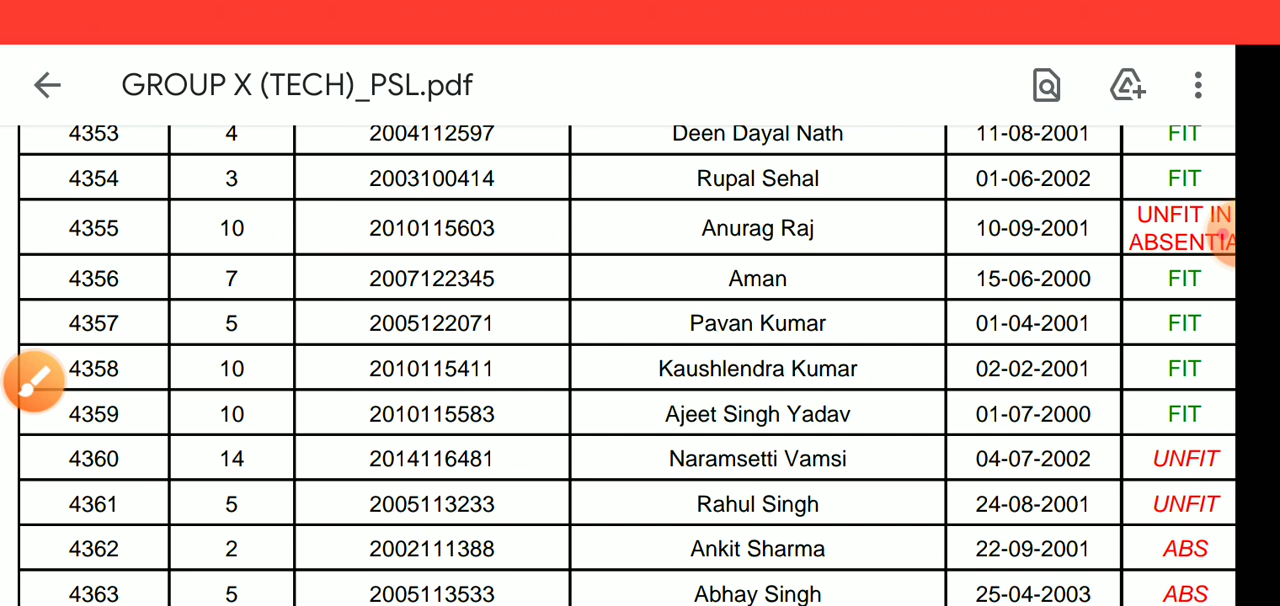 GROUP X (TECH)_PSL.pdf
4353 4 2004112597 Deen Dayal Nath 11-08-2001 FIT
4354 3 2003100414 Rupal Sehal 01-06-2002 FIT
4355 10 2010115603 Anurag Raj 10-09-2001 UNFIT IN
ABSENTIA
4356 7 2007122345 Aman 15-06-2000 FIT
4357 5 2005122071 Pavan Kumar 01-04-2001 FIT
4358 10 2010115411 Kaushlendra Kumar 02-02-2001 FIT
4359 10 2010115583 Ajeet Singh Yadav 01-07-2000 FIT
4360 14 2014116481 Naramsetti Vamsi 04-07-2002 UNFIT
4361 5 2005113233 Rahul Singh 24-08-2001 UNFIT
4362 2 2002111388 Ankit Sharma 22-09-2001 ABS
4363 5 2005113533 Abhay Singh 25-04-2003 ABS